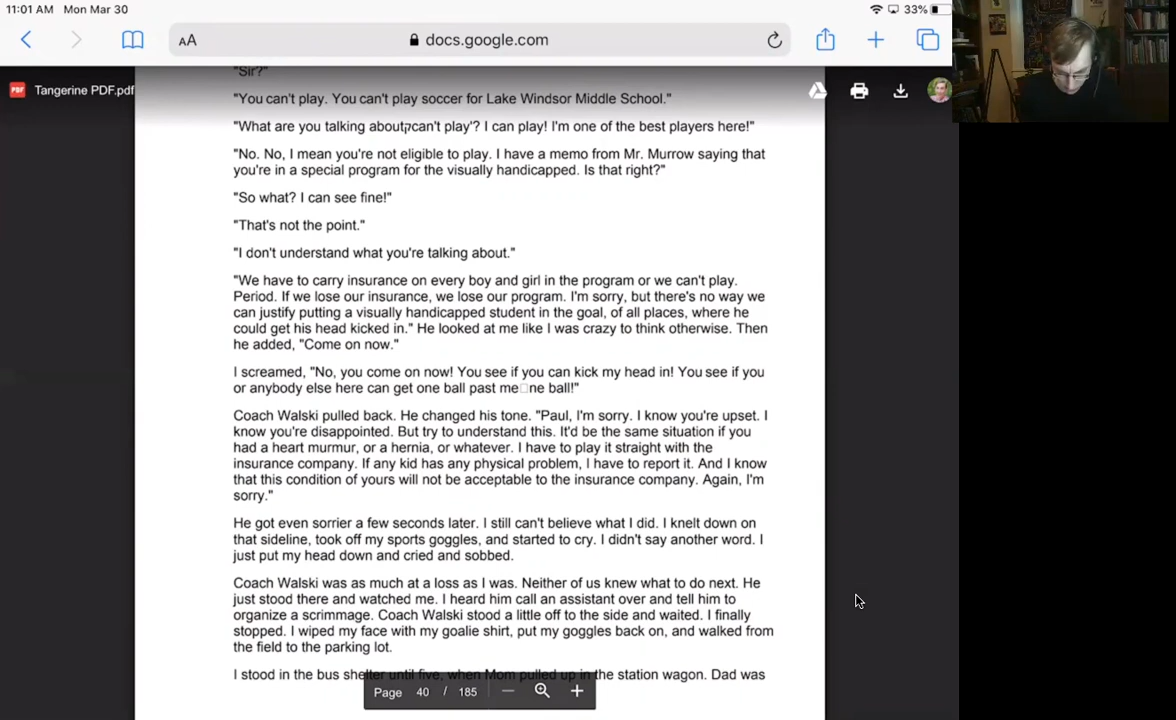 11:01 AM Mon Mar 30
33%
AA
docs.google.com
PDF
Tangerine PDF.pdf
"Sir?"
"You can't play. You can't play soccer for Lake Windsor Middle School."
"What are you talking about, can't play'? I can play! I'm one of the best players here!"
"No. No, I mean you're not eligible to play. I have a memo from Mr. Murrow saying that
you're in a special program for the visually handicapped. Is that right?"
"So what? I can see fine!"
"That's not the point."
"I don't understand what you're talking about."
"We have to carry insurance on every boy and girl in the program or we can't play.
Period. If we lose our insurance, we lose our program. I'm sorry, but there's no way we
can justify putting a visually handicapped student in the goal, of all places, where he
could get his head kicked in." He looked at me like I was crazy to think otherwise. Then
he added, "Come on now."
I screamed, "No, you come on now! You see if you can kick my head in! You see if you
or anybody else here can get one ball past me□ne ball!"
Coach Walski pulled back. He changed his tone. "Paul, I'm sorry. I know you're upset. I
know you're disappointed. But try to understand this. It'd be the same situation if you
had a heart murmur, or a hernia, or whatever. I have to play it straight with the
insurance company. If any kid has any physical problem, I have to report it. And I know
that this condition of yours will not be acceptable to the insurance company. Again, I'm
sorry."
He got even sorrier a few seconds later. I still can't believe what I did. I knelt down on
that sideline, took off my sports goggles, and started to cry. I didn't say another word. I
just put my head down and cried and sobbed.
Coach Walski was as much at a loss as I was. Neither of us knew what to do next. He
just stood there and watched me. I heard him call an assistant over and tell him to
organize a scrimmage. Coach Walski stood a little off to the side and waited. I finally
stopped. I wiped my face with my goalie shirt, put my goggles back on, and walked from
the field to the parking lot.
I stood in the bus shelter until five, when Mom pulled up in the station wagon. Dad was
Page 40 / 185